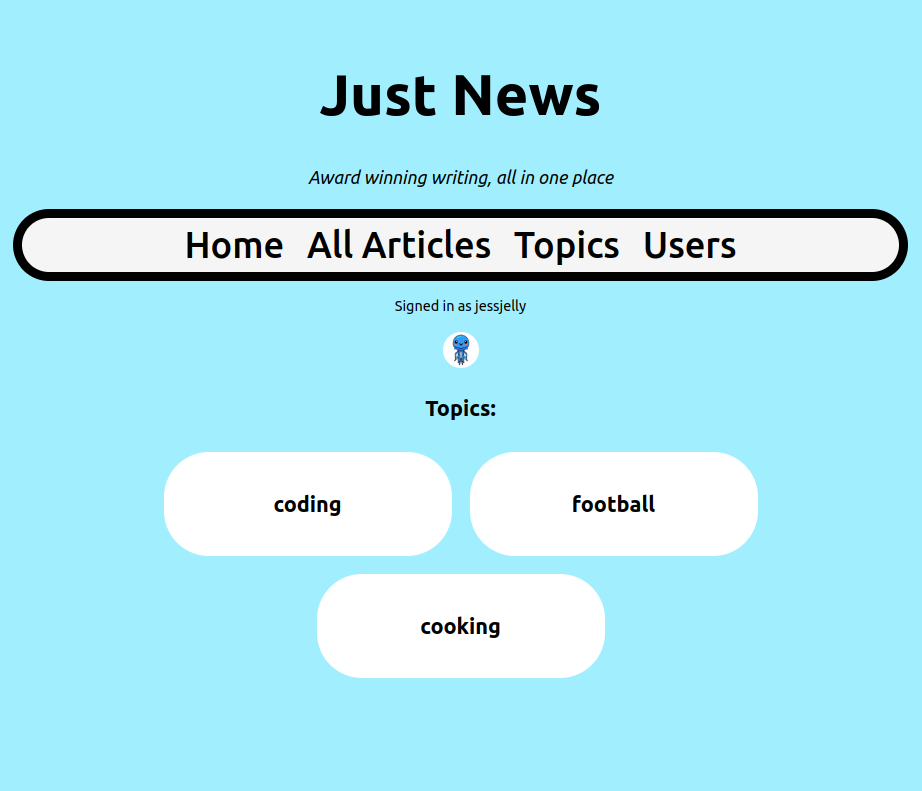 Just News
Award winning writing, all in one place
Home All Articles Topics Users
Signed in as jessjelly
Topics:
coding football
cooking